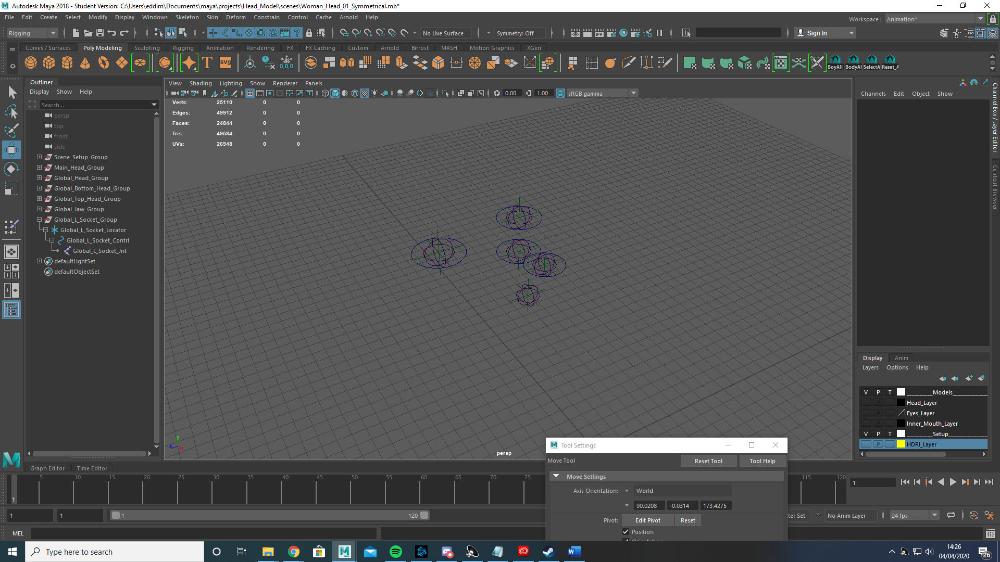 Autodesk Maya 2018 - Student Version: C:\Users\eddim\Documents\maya\projects\Head_Model\scenes\Woman_Head_01_Symmetrical.mb*
File Edit Create Select Modify Display Windows Skeleton Skin Deform Constrain Control Cache Arnold Help
Workspace : Animation*
Rigging No Live Surface Symmetry: Off Sign In
Curves / Surfaces Poly Modeling Sculpting Rigging Animation Rendering FX FX Caching Custom Arnold Bifrost MASH Motion Graphics XGen
T svg 0,0,0 IPR BoyAll BodyAl SelectA Reset_A
Outliner
Display Show Help
Search...
persp
top
front
side
Scene_Setup_Group
Main_Head_Group
Global_Head_Group
Global_Bottom_Head_Group
Global_Top_Head_Group
Global_Jaw_Group
Global_L_Socket_Group
Global_L_Socket_Locator
Global_L_Socket_Contrl
Global_L_Socket_Jnt
defaultLightSet
defaultObjectSet
View Shading Lighting Show Renderer Panels
0.00 1.00 ON sRGB gamma
Verts: 25110 0 0
Edges: 49912 0 0
Faces: 24844 0 0
Tris: 49584 0 0
UVs: 26948 0 0
y
z
persp
Channels Edit Object Show
Channel Box / Layer Editor
Content Browser
Display Anim
Layers Options Help
V P T __________Models______________
P Head_Layer
Eyes_Layer
Inner_Mouth_Layer
V P T __________Setup_______________
P HDRI_Layer
Tool Settings
Move Tool Reset Tool Tool Help
Move Settings
Axis Orientation: World
90.0208 -0.0314 173.4275
Pivot: Edit Pivot Reset
Position
Orientation
Graph Editor Time Editor
5 10 15 20 25 30 35 40 45 50 55 60 65 70 75 115 120
1
1
1 1 1 120 ter Set No Anim Layer 24 fps
MEL
Type here to search
14:26
04/04/2020
26